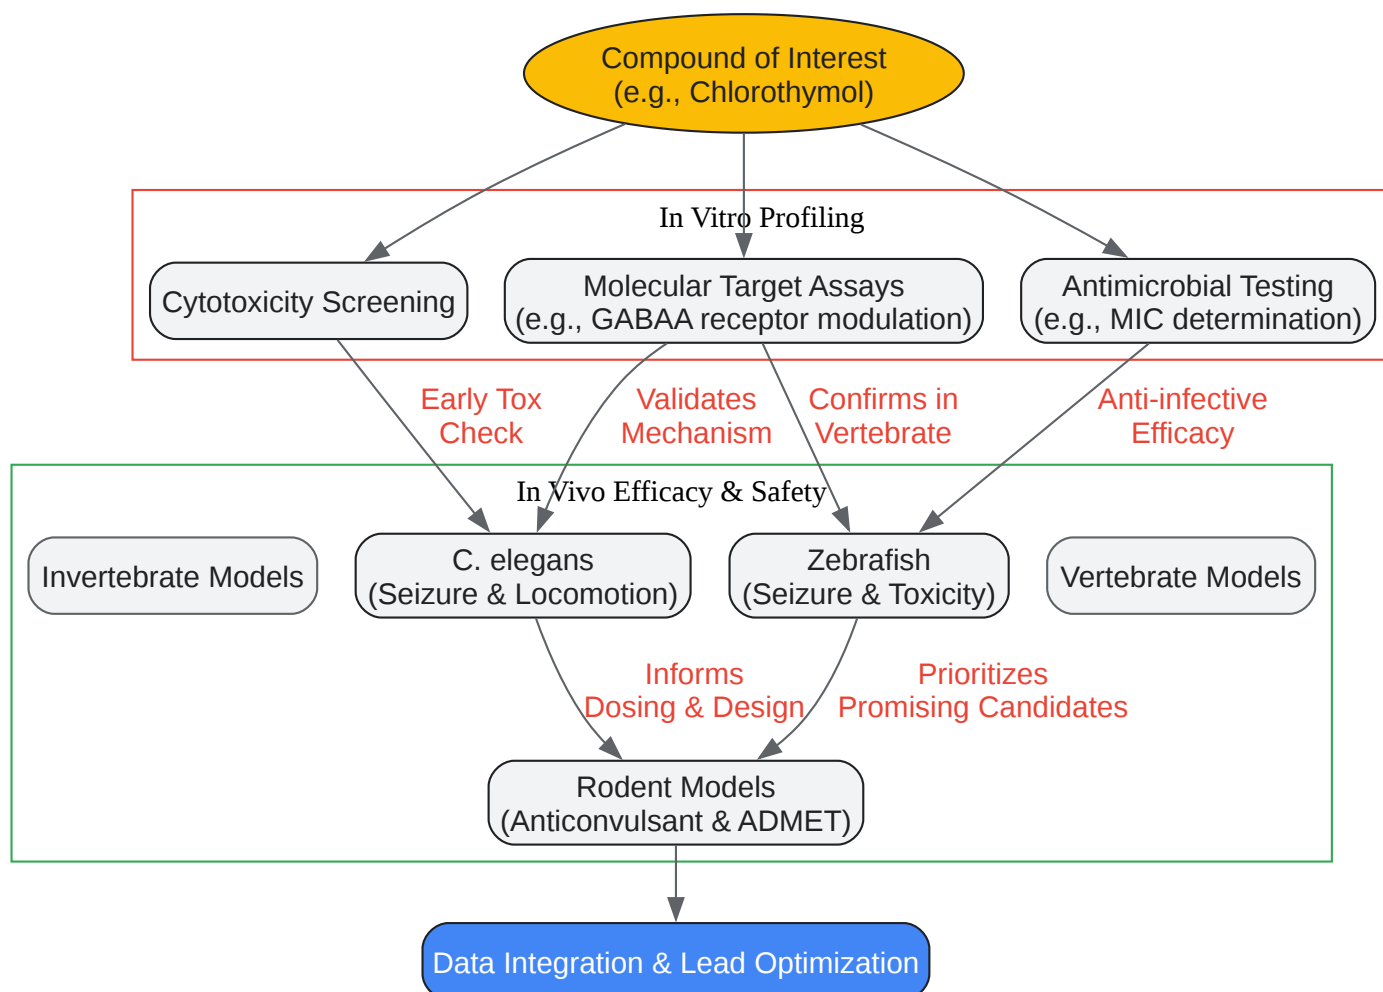 Compound of Interest
(e.g., Chlorothymol)
In Vitro Profiling
Cytotoxicity Screening
Molecular Target Assays
(e.g., GABAA receptor modulation)
Antimicrobial Testing
(e.g., MIC determination)
Early Tox
Check
Validates
Mechanism
Confirms in
Vertebrate
Anti-infective
Efficacy
In Vivo Efficacy & Safety
Invertebrate Models
C. elegans
(Seizure & Locomotion)
Zebrafish
(Seizure & Toxicity)
Vertebrate Models
Informs
Dosing & Design
Prioritizes
Promising Candidates
Rodent Models
(Anticonvulsant & ADMET)
Data Integration & Lead Optimization